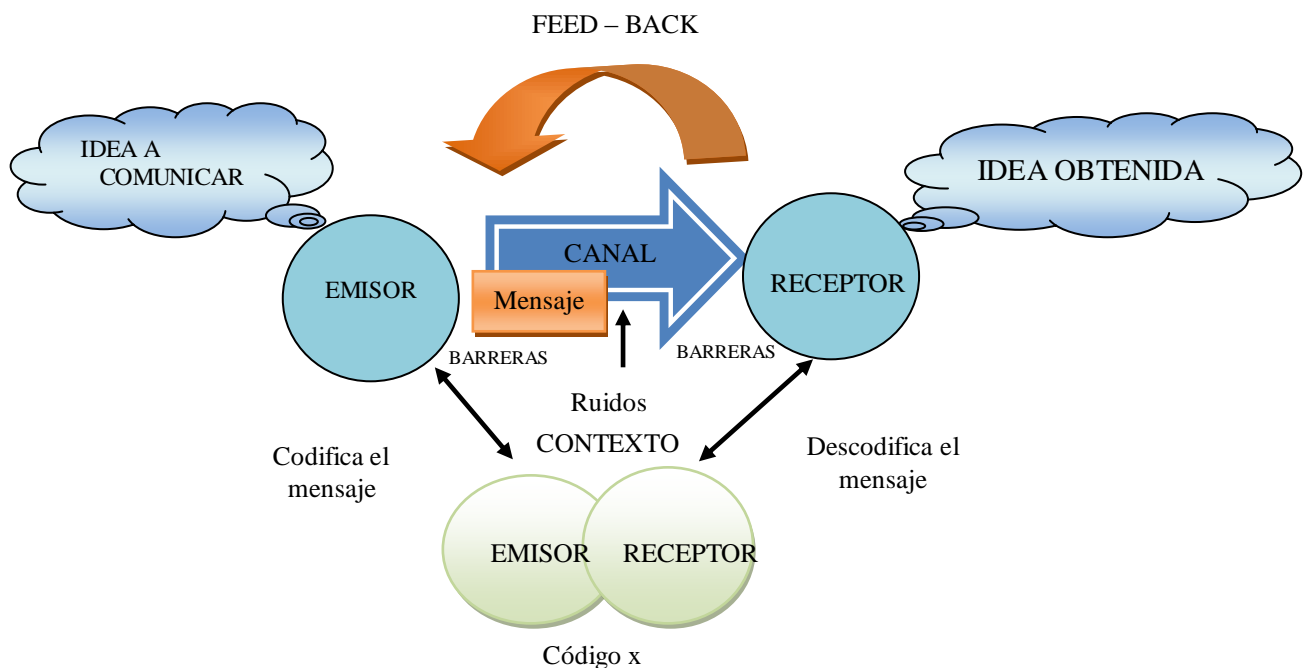 FEED – BACK
IDEA A
COMUNICAR
IDEA OBTENIDA
EMISOR
CANAL
RECEPTOR
Mensaje
BARRERAS
BARRERAS
Ruidos
CONTEXTO
Codifica el
mensaje
Descodifica el
mensaje
EMISOR
RECEPTOR
Código x